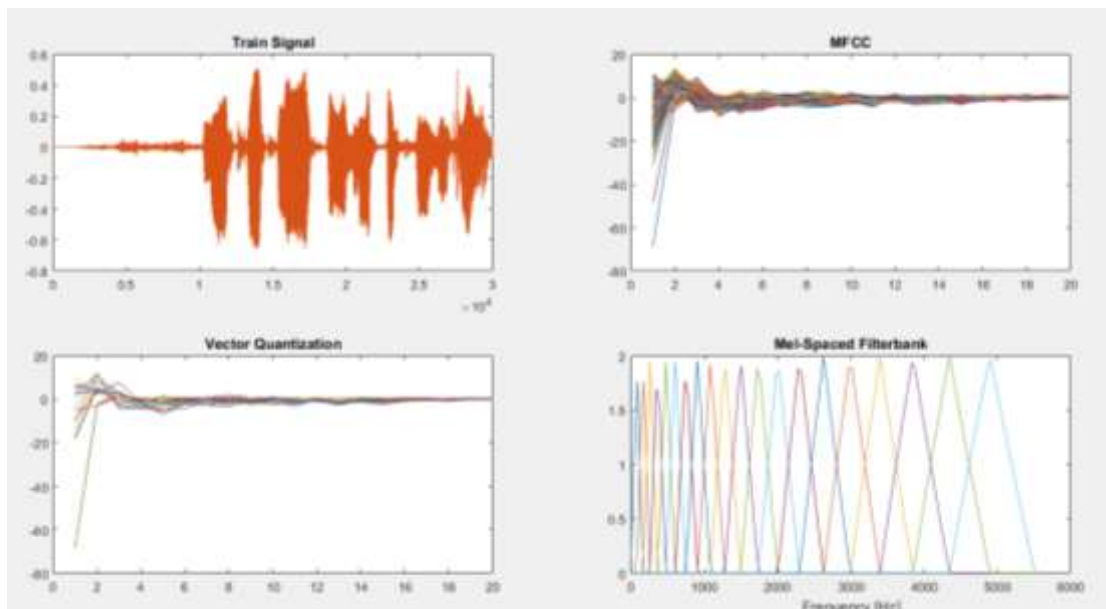 Train Signal
0.6
0.4
0.2
0
-0.2
-0.4
-0.6
-0.8
0 0.5 1 1.5 2 2.5 3
× 10⁴
MFCC
20
0
-20
-40
-60
-80
0 2 4 6 8 10 12 14 16 18 20
Vector Quantization
20
0
-20
-40
-60
-80
0 2 4 6 8 10 12 14 16 18 20
Mel-Spaced Filterbank
2
1.5
1
0.5
0
0 1000 2000 3000 4000 5000 6000
Frequency [Hz]